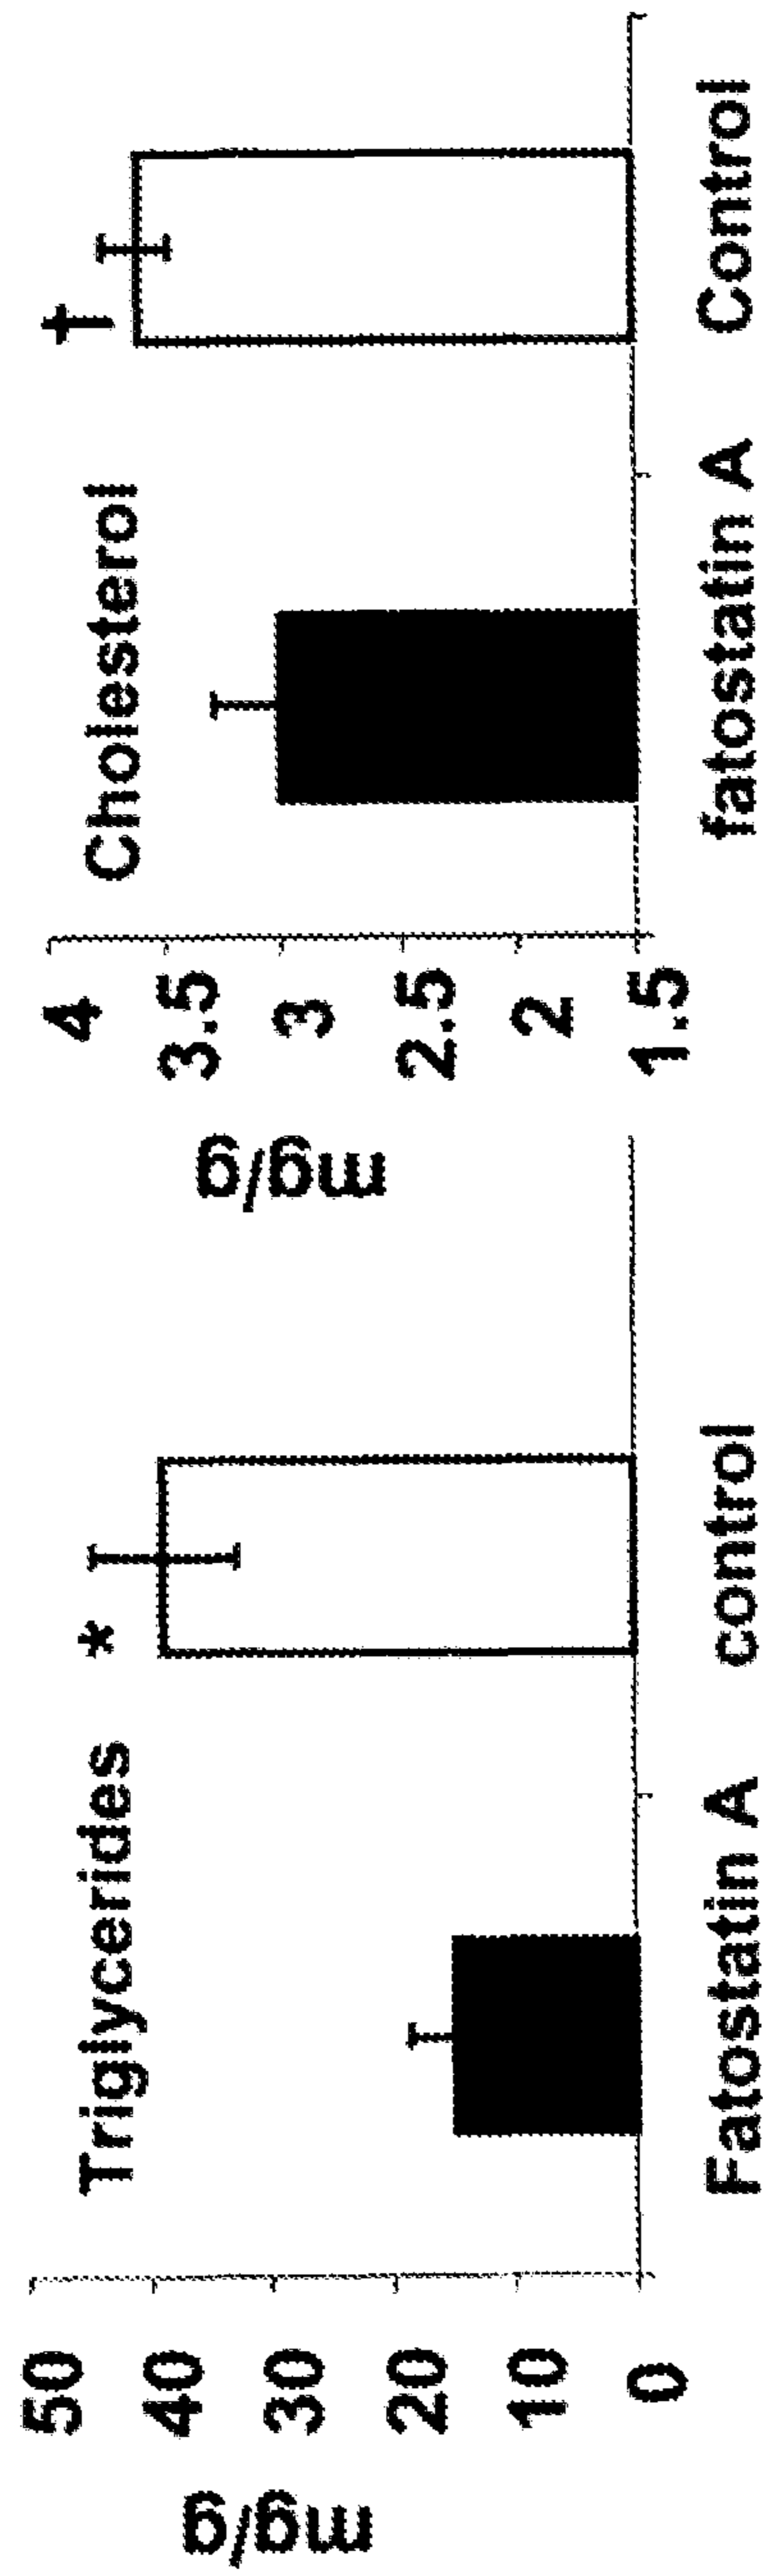 Triglycerides
mg/g
50
40
30
20
10
0
*
Fatostatin A
control
Cholesterol
mg/g
4
3.5
3
2.5
2
1.5
†
fatostatin A
Control